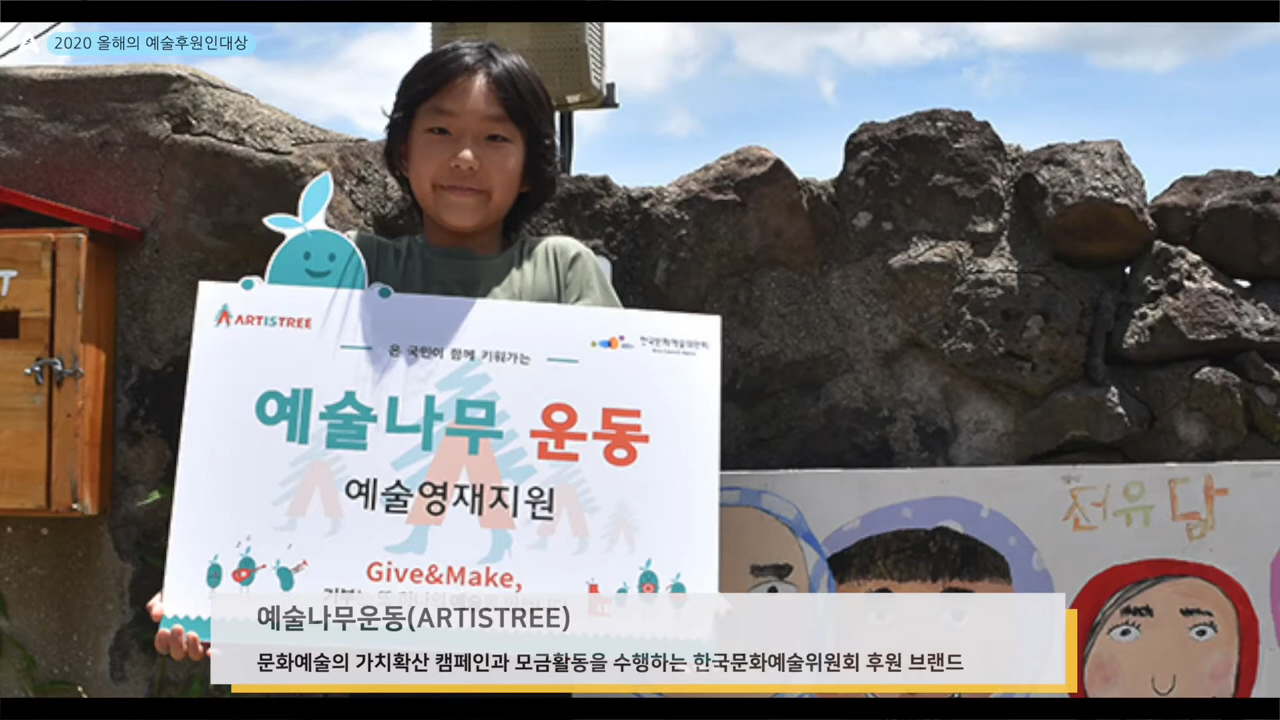 2020 올해의 예술후원인대상
T
ARTISTREE
한국문화예술위원회
온 국민이 함께 키워가는
예술나무 운동
예술영재지원
Give&Make,
전유담
예술나무운동(ARTISTREE)
문화예술의 가치확산 캠페인과 모금활동을 수행하는 한국문화예술위원회 후원 브랜드